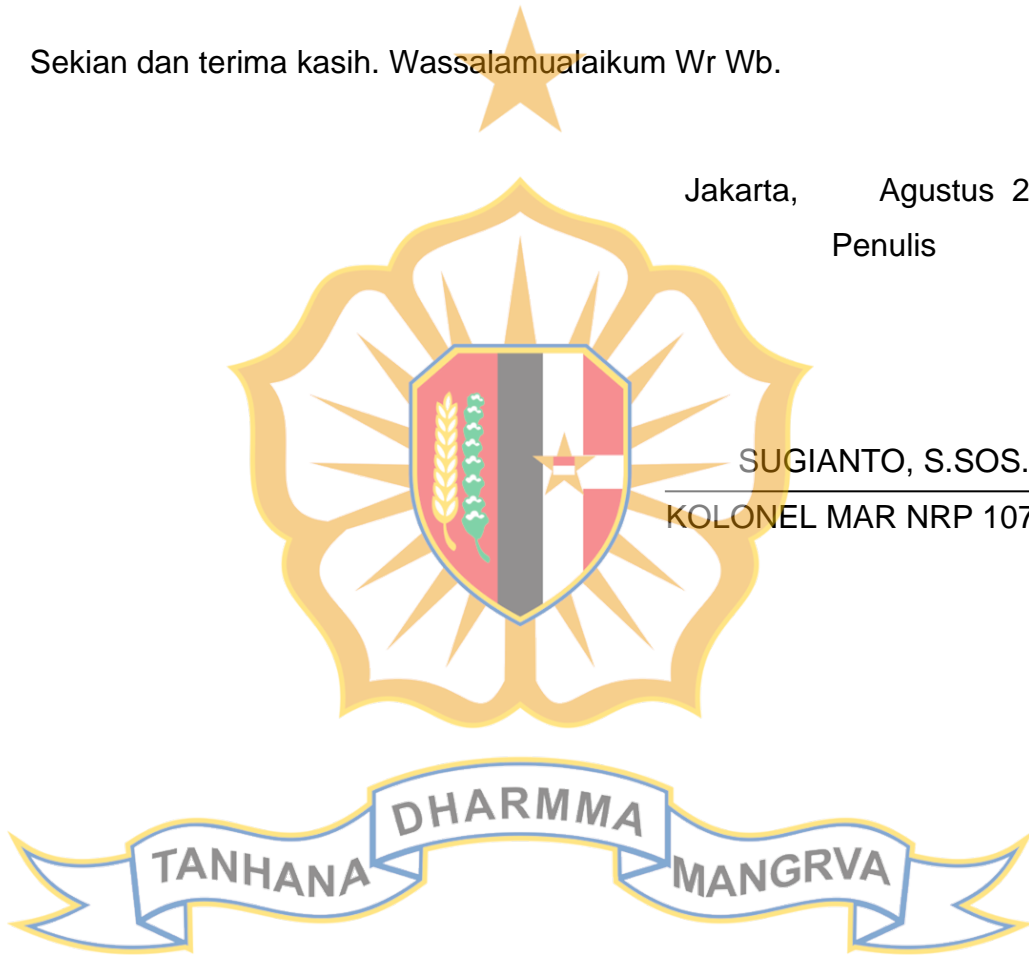 Sekian dan terima kasih. Wassalamualaikum Wr Wb.
Jakarta, Agustus 2
Penulis
SUGIANTO, S.SOS.
KOLONEL MAR NRP 107
TANHANA DHARMMA MANGRVA